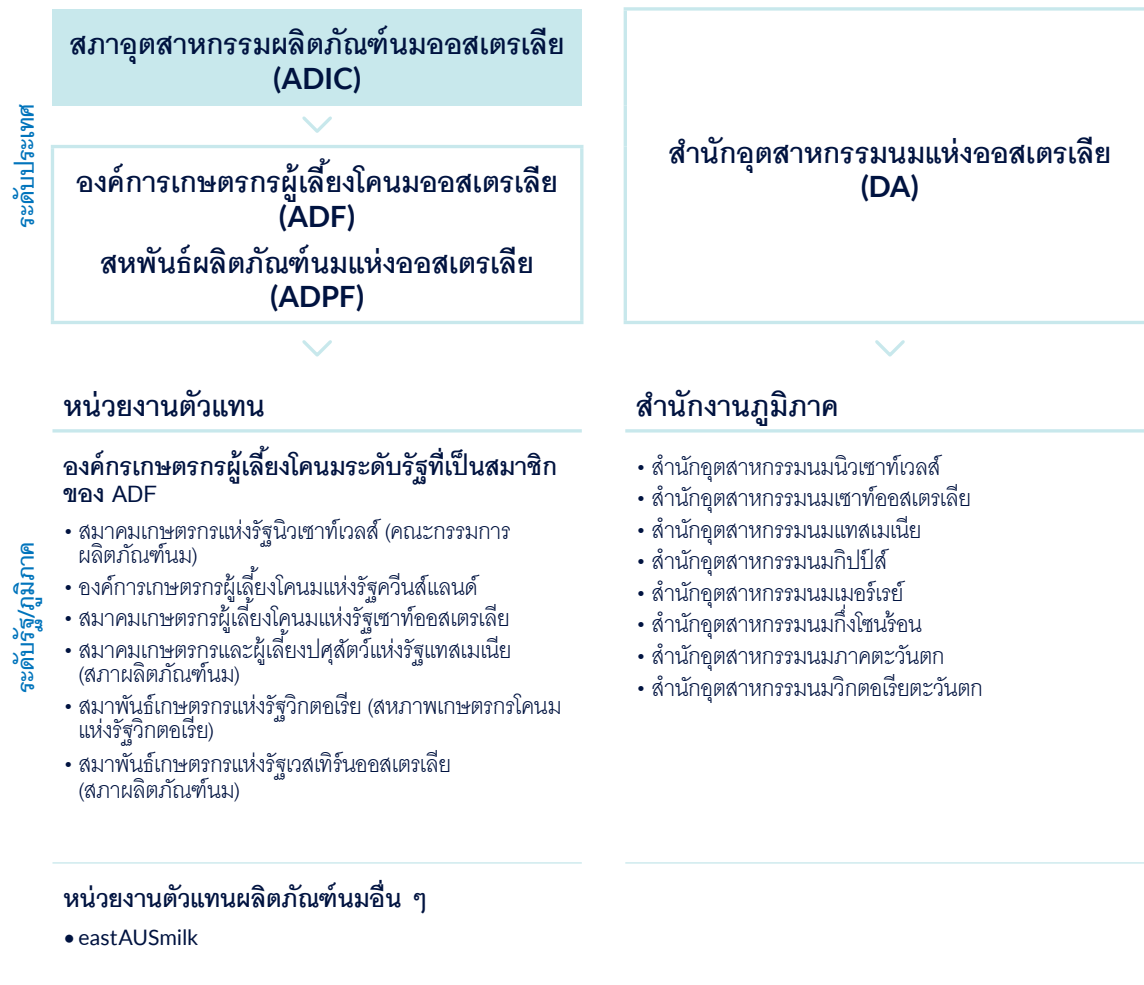 สภาอุตสาหกรรมผลิตภัณฑ์นมออสเตรเลีย
(ADIC)
ระดับประเทศ
องค์การเกษตรกรผู้เลี้ยงโคนมออสเตรเลีย
(ADF)
สหพันธ์ผลิตภัณฑ์นมแห่งออสเตรเลีย
(ADPF)
สำนักอุตสาหกรรมนมแห่งออสเตรเลีย
(DA)
ระดับรัฐ/ภูมิภาค
หน่วยงานตัวแทน
องค์กรเกษตรกรผู้เลี้ยงโคนมระดับรัฐที่เป็นสมาชิก
ของ ADF
• สมาคมเกษตรกรแห่งรัฐนิวเซาท์เวลส์ (คณะกรรมการ
ผลิตภัณฑ์นม)
• องค์การเกษตรกรผู้เลี้ยงโคนมแห่งรัฐควีนส์แลนด์
• สมาคมเกษตรกรผู้เลี้ยงโคนมแห่งรัฐเซาท์ออสเตรเลีย
• สมาคมเกษตรกรและผู้เลี้ยงปศุสัตว์แห่งรัฐแทสเมเนีย
(สภาผลิตภัณฑ์นม)
• สมาพันธ์เกษตรกรแห่งรัฐวิกตอเรีย (สหภาพเกษตรกรโคนม
แห่งรัฐวิกตอเรีย)
• สมาพันธ์เกษตรกรแห่งรัฐเวสเทิร์นออสเตรเลีย
(สภาผลิตภัณฑ์นม)
หน่วยงานตัวแทนผลิตภัณฑ์นมอื่น ๆ
• eastAUSmilk
สำนักงานภูมิภาค
• สำนักอุตสาหกรรมนมนิวเซาท์เวลส์
• สำนักอุตสาหกรรมนมเซาท์ออสเตรเลีย
• สำนักอุตสาหกรรมนมแทสเมเนีย
• สำนักอุตสาหกรรมนมกิปป์ส์
• สำนักอุตสาหกรรมนมเมอร์เรย์
• สำนักอุตสาหกรรมนมกึ่งโซนร้อน
• สำนักอุตสาหกรรมนมภาคตะวันตก
• สำนักอุตสาหกรรมนมวิกตอเรียตะวันตก